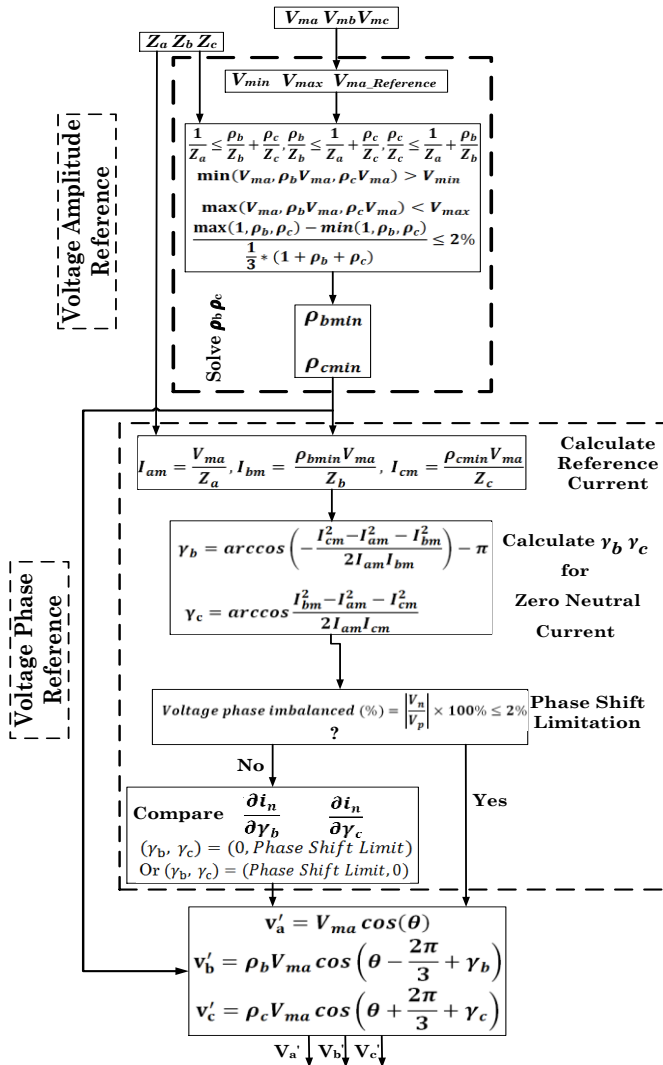 V_ma V_mb V_mc
Z_a Z_b Z_c
V_min V_max V_ma_Reference
1/Z_a ≤ ρ_b/Z_b + ρ_c/Z_c, ρ_b/Z_b ≤ 1/Z_a + ρ_c/Z_c, ρ_c/Z_c ≤ 1/Z_a + ρ_b/Z_b
min(V_ma, ρ_bV_ma, ρ_cV_ma) > V_min
max(V_ma, ρ_bV_ma, ρ_cV_ma) < V_max
(max(1, ρ_b, ρ_c) − min(1, ρ_b, ρ_c)) / (1/3 * (1 + ρ_b + ρ_c)) ≤ 2%
Voltage Amplitude
Reference
Solve ρ_b ρ_c
ρ_bmin
ρ_cmin
I_am = V_ma/Z_a, I_bm = ρ_bminV_ma/Z_b, I_cm = ρ_cminV_ma/Z_c
Calculate
Reference
Current
γ_b = arccos(−(I_cm^2−I_am^2 − I_bm^2)/(2I_amI_bm)) − π
γ_c = arccos (I_bm^2−I_am^2 − I_cm^2)/(2I_amI_cm)
Calculate γ_b γ_c
for
Zero Neutral
Current
Voltage Phase
Reference
Voltage phase imbalanced (%) = |V_n/V_p| × 100% ≤ 2%
?
Phase Shift
Limitation
No
Yes
Compare ∂i_n/∂γ_b ∂i_n/∂γ_c
(γ_b, γ_c) = (0, Phase Shift Limit)
Or (γ_b, γ_c) = (Phase Shift Limit, 0)
v'_a = V_ma cos(θ)
v'_b = ρ_bV_ma cos(θ − 2π/3 + γ_b)
v'_c = ρ_cV_ma cos(θ + 2π/3 + γ_c)
V_a' V_b' V_c'